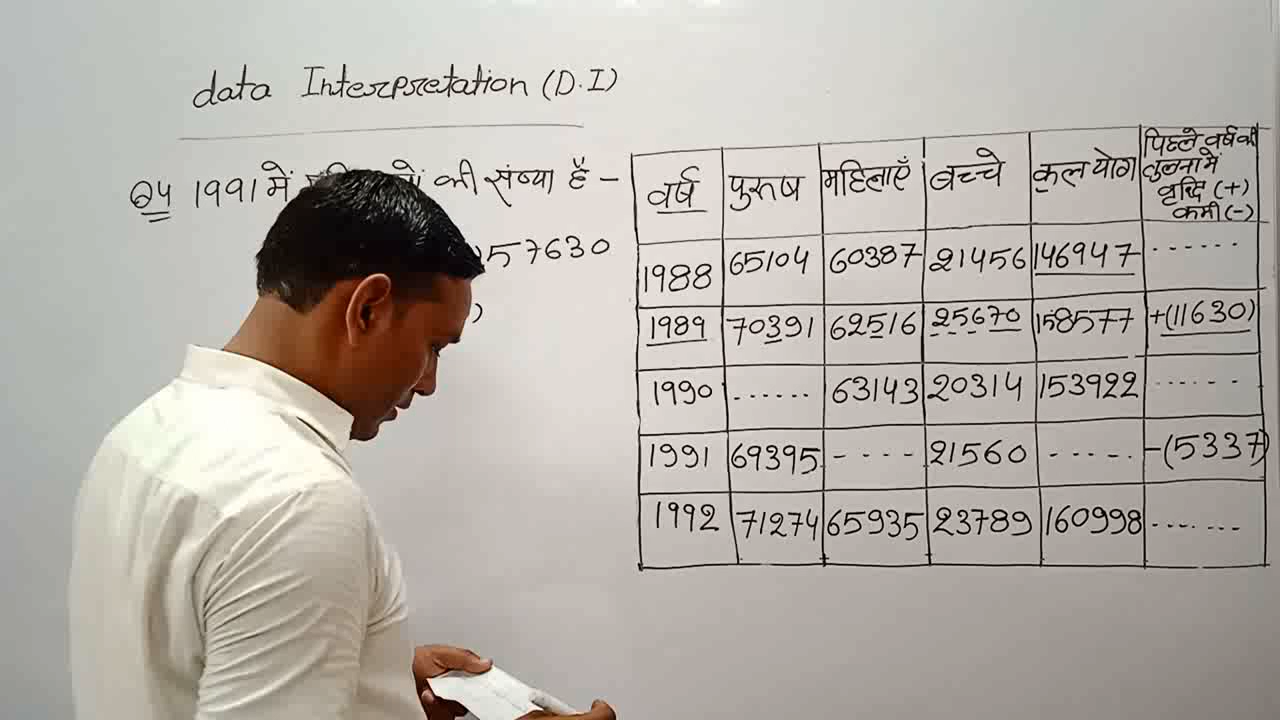 data Interpretation (D.I)
Q4 1991 में की संख्या है -
57630
)
वर्ष पुरुष महिलाएँ बच्चे कुल योग पिछले वर्ष की
तुलना में
वृद्धि (+)
कमी (-)
1988 65104 60387 21456 146947 ......
1989 70391 62516 25670 158577 +(11630)
1990 ...... 63143 20314 153922 ......
1991 69395 ---- 21560 ..... -(5337)
1992 71274 65935 23789 160998 .......